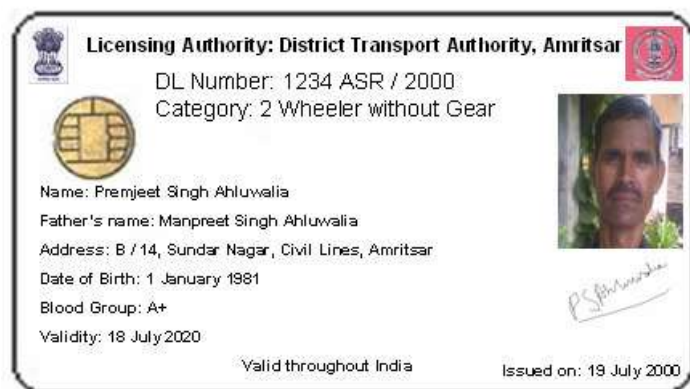 Licensing Authority: District Transport Authority, Amritsar
DL Number: 1234 ASR / 2000
Category: 2 Wheeler without Gear
Name: Premjeet Singh Ahluwalia
Father's name: Manpreet Singh Ahluwalia
Address: B / 14, Sundar Nagar, Civil Lines, Amritsar
Date of Birth: 1 January 1981
Blood Group: A+
PSAhluwalia
Validity: 18 July 2020
Valid throughout India
Issued on: 19 July 2000